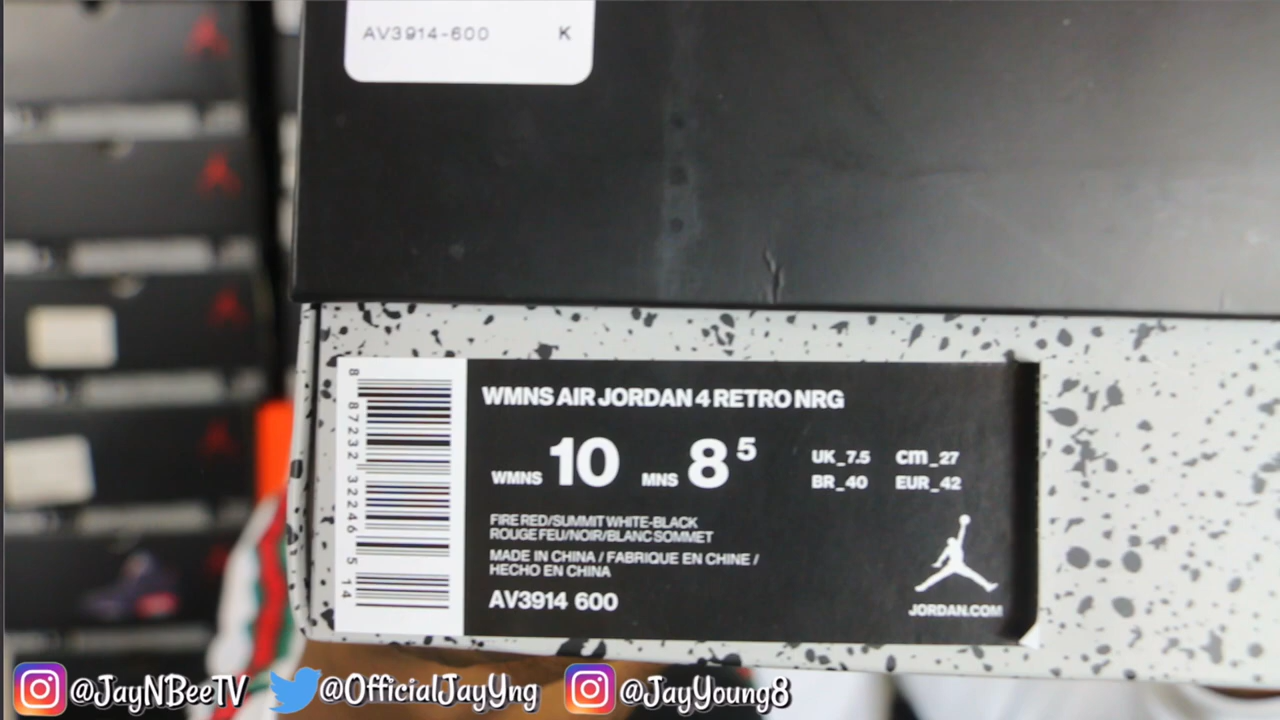 AV3914-600 K
WMNS AIR JORDAN 4 RETRO NRG
WMNS 10 MNS 8 5 UK_7.5 cm_27
BR_40 EUR_42
FIRE RED/SUMMIT WHITE-BLACK
ROUGE FEU/NOIR/BLANC SOMMET
MADE IN CHINA / FABRIQUE EN CHINE /
HECHO EN CHINA
AV3914 600
JORDAN.COM
8 87232 32246 5 14
@JayNBeeTV @OfficialJayYng @JayYoung8